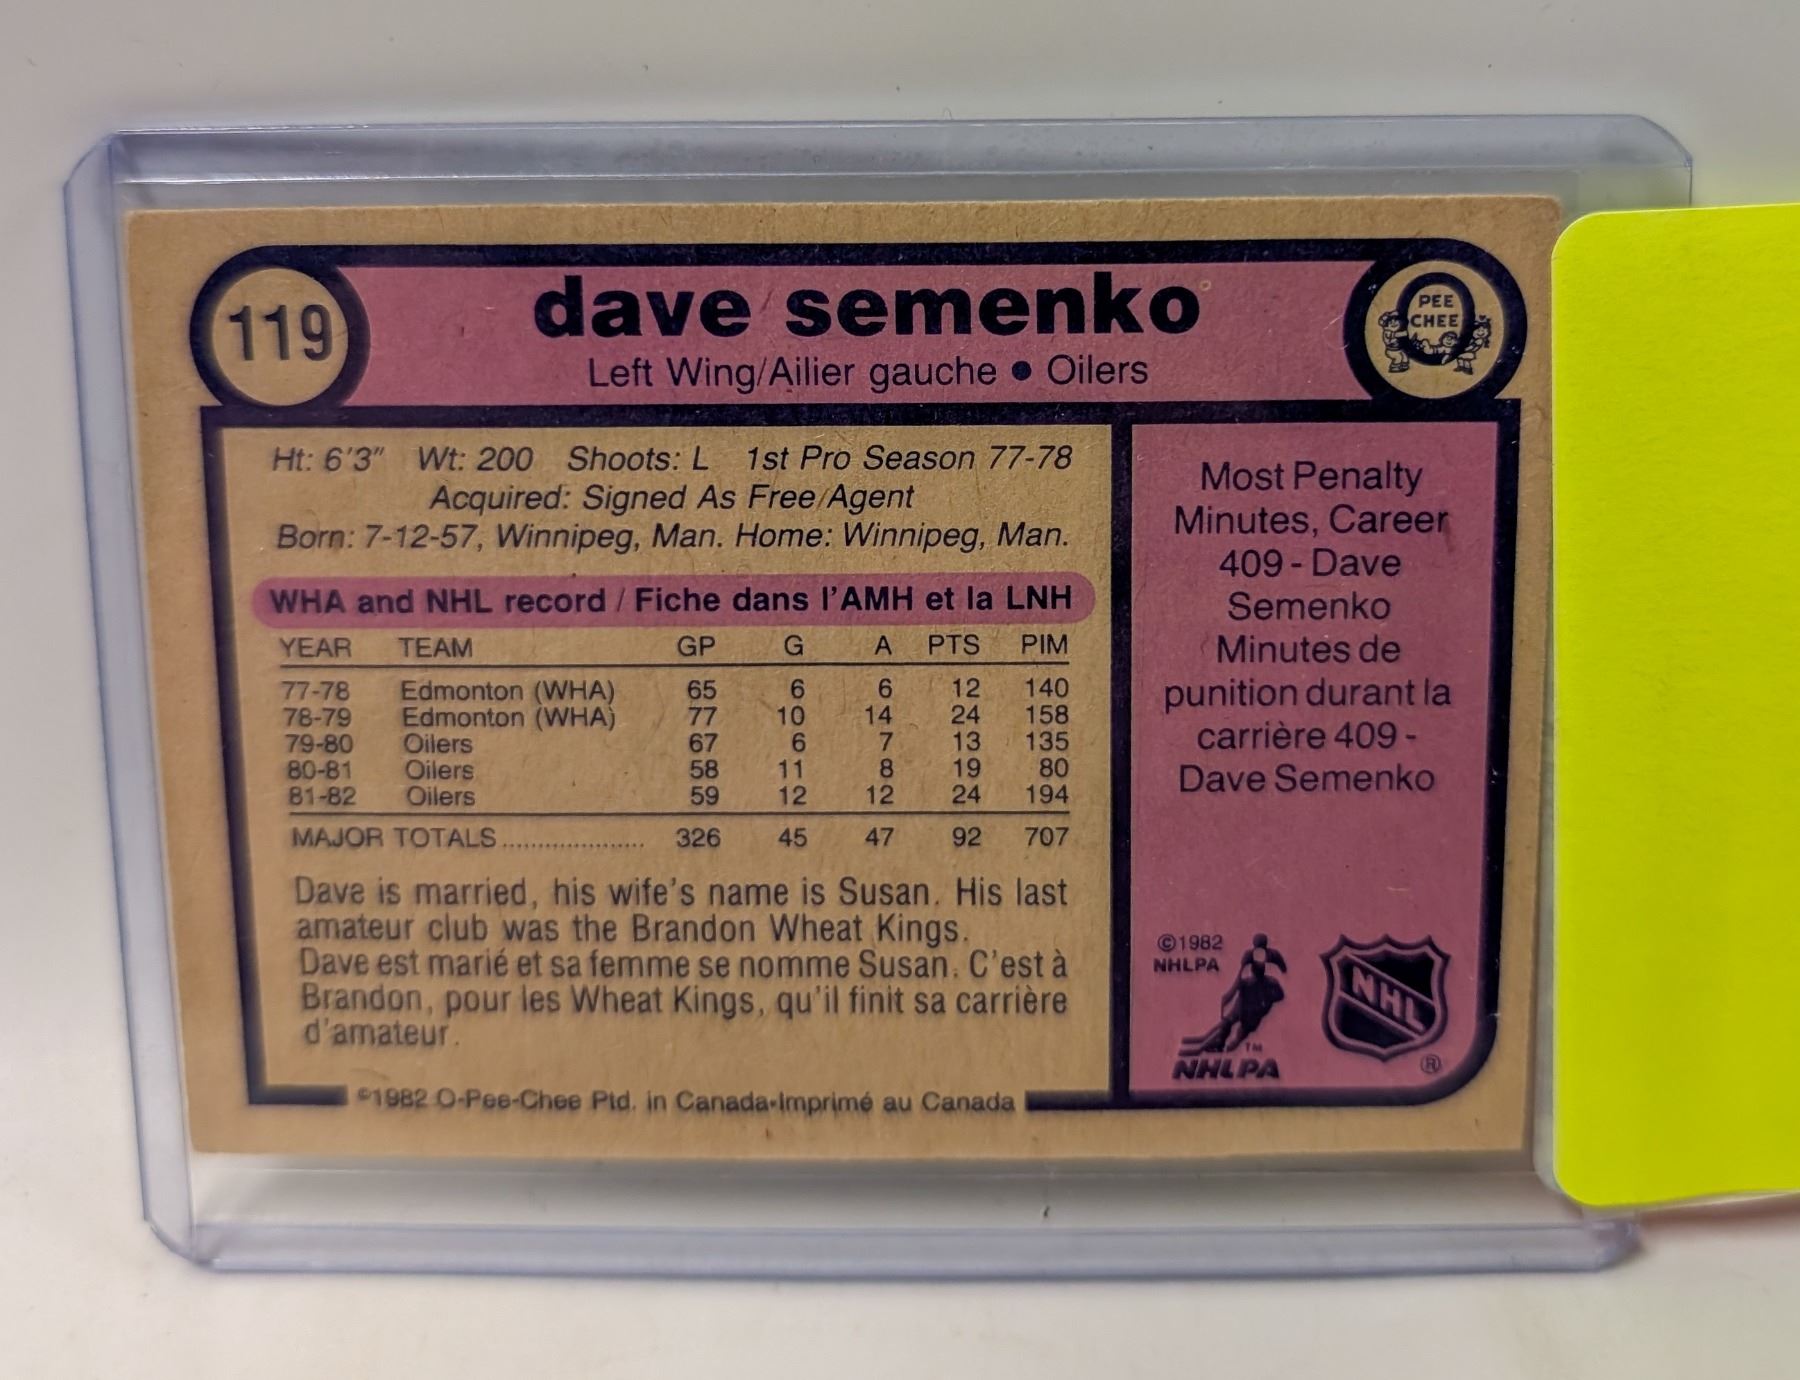 119
dave semenko
Left Wing/Ailier gauche ● Oilers
PEE
CHEE
Ht: 6'3" Wt: 200 Shoots: L 1st Pro Season 77-78
Acquired: Signed As Free Agent
Born: 7-12-57, Winnipeg, Man. Home: Winnipeg, Man.
WHA and NHL record / Fiche dans l'AMH et la LNH
YEAR TEAM GP G A PTS PIM
77-78 Edmonton (WHA) 65 6 6 12 140
78-79 Edmonton (WHA) 77 10 14 24 158
79-80 Oilers 67 6 7 13 135
80-81 Oilers 58 11 8 19 80
81-82 Oilers 59 12 12 24 194
MAJOR TOTALS..................... 326 45 47 92 707
Dave is married, his wife's name is Susan. His last
amateur club was the Brandon Wheat Kings.
Dave est marié et sa femme se nomme Susan. C'est à
Brandon, pour les Wheat Kings, qu'il finit sa carrière
d'amateur.
©1982 O-Pee-Chee Ptd. in Canada•Imprimé au Canada
Most Penalty
Minutes, Career
409 - Dave
Semenko
Minutes de
punition durant la
carrière 409 -
Dave Semenko
©1982
NHLPA
TM
NHLPA
NHL
®